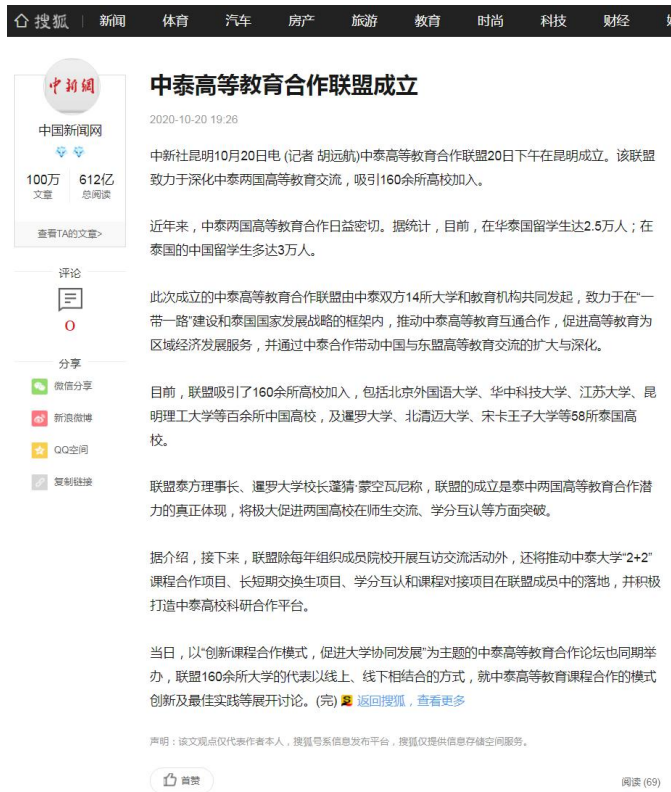 搜狐 新闻 体育 汽车 房产 旅游 教育 时尚 科技 财经
中新網
中国新闻网
100万 612亿
文章 总阅读
查看TA的文章>
评论
0
分享
微信分享
新浪微博
QQ空间
复制链接
中泰高等教育合作联盟成立
2020-10-20 19:26
中新社昆明10月20日电 (记者 胡远航)中泰高等教育合作联盟20日下午在昆明成立。该联盟
致力于深化中泰两国高等教育交流，吸引160余所高校加入。
近年来，中泰两国高等教育合作日益密切。据统计，目前，在华泰国留学生达2.5万人；在
泰国的中国留学生多达3万人。
此次成立的中泰高等教育合作联盟由中泰双方14所大学和教育机构共同发起，致力于在“一
带一路”建设和泰国国家发展战略的框架内，推动中泰高等教育互通合作，促进高等教育为
区域经济发展服务，并通过中泰合作带动中国与东盟高等教育交流的扩大与深化。
目前，联盟吸引了160余所高校加入，包括北京外国语大学、华中科技大学、江苏大学、昆
明理工大学等百余所中国高校，及暹罗大学、北清迈大学、宋卡王子大学等58所泰国高
校。
联盟泰方理事长、暹罗大学校长蓬猜·蒙空瓦尼称，联盟的成立是泰中两国高等教育合作潜
力的真正体现，将极大促进两国高校在师生交流、学分互认等方面突破。
据介绍，接下来，联盟除每年组织成员院校开展互访交流活动外，还将推动中泰大学“2+2”
课程合作项目、长短期交换生项目、学分互认和课程对接项目在联盟成员中的落地，并积极
打造中泰高校科研合作平台。
当日，以“创新课程合作模式，促进大学协同发展”为主题的中泰高等教育合作论坛也同期举
办，联盟160余所大学的代表以线上、线下相结合的方式，就中泰高等教育课程合作的模式
创新及最佳实践等展开讨论。(完) 返回搜狐，查看更多
声明：该文观点仅代表作者本人，搜狐号系信息发布平台，搜狐仅提供信息存储空间服务。
首赞
阅读 (69)